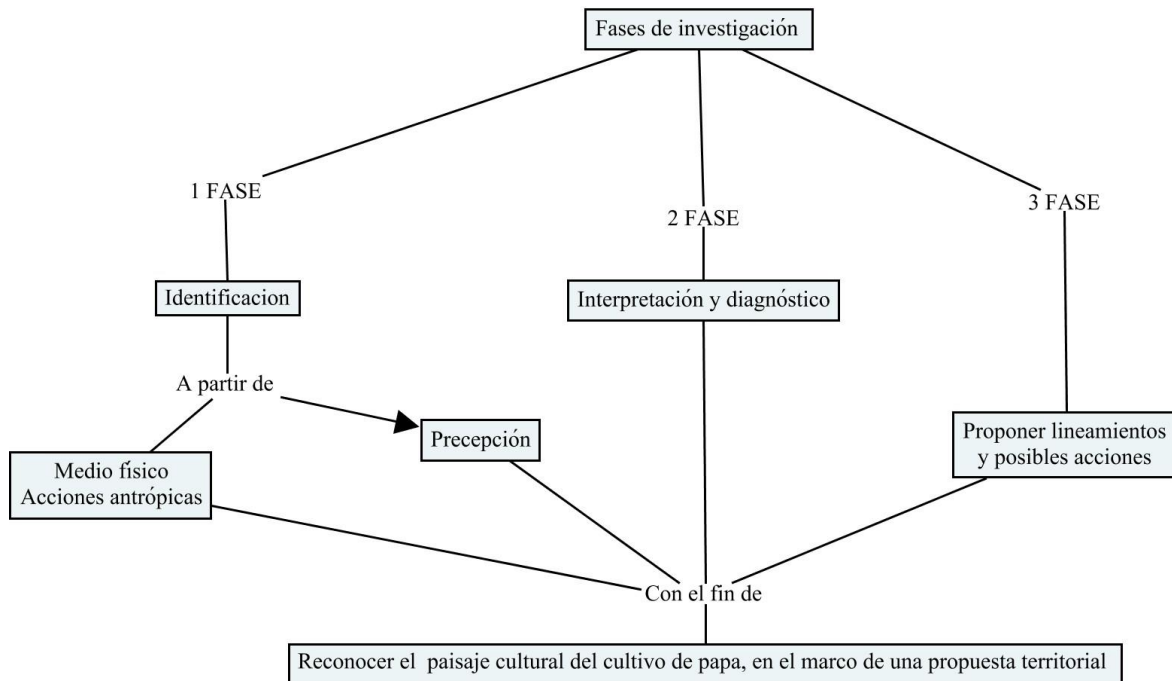 Fases de investigación
1 FASE
2 FASE
3 FASE
Identificacion
Interpretación y diagnóstico
A partir de
Precepción
Proponer lineamientos
y posibles acciones
Medio físico
Acciones antrópicas
Con el fin de
Reconocer el paisaje cultural del cultivo de papa, en el marco de una propuesta territorial